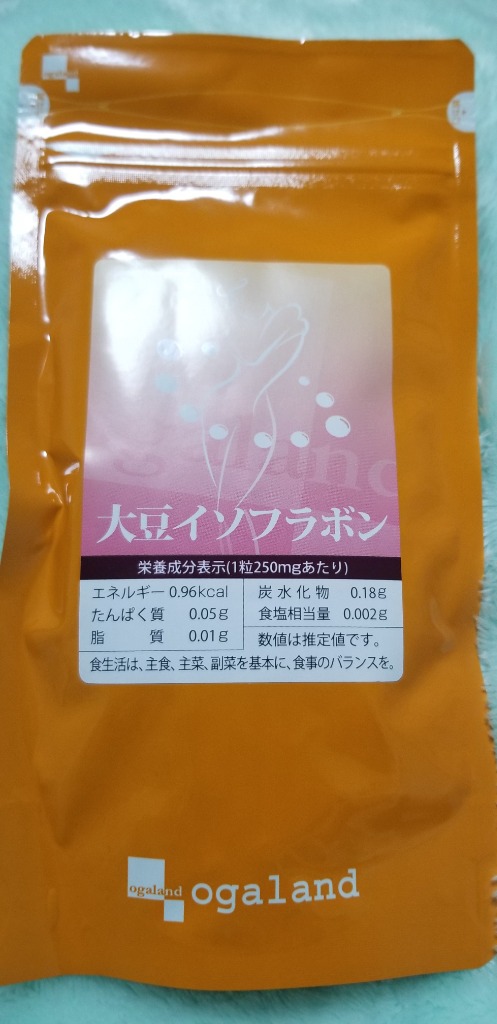 ogaland
ogaland
大豆イソフラボン
栄養成分表示(1粒250mgあたり)
エネルギー 0.96kcal
たんぱく質 0.05g
脂質 0.01g
炭水化物 0.18g
食塩相当量 0.002g
数値は推定値です。
食生活は、主食、主菜、副菜を基本に、食事のバランスを。
ogaland ogaland